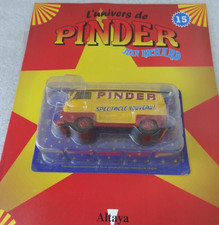 L'univers de
PINDER
JEAN RICHARD
15
PINDER
SPECTACLE
Altaya